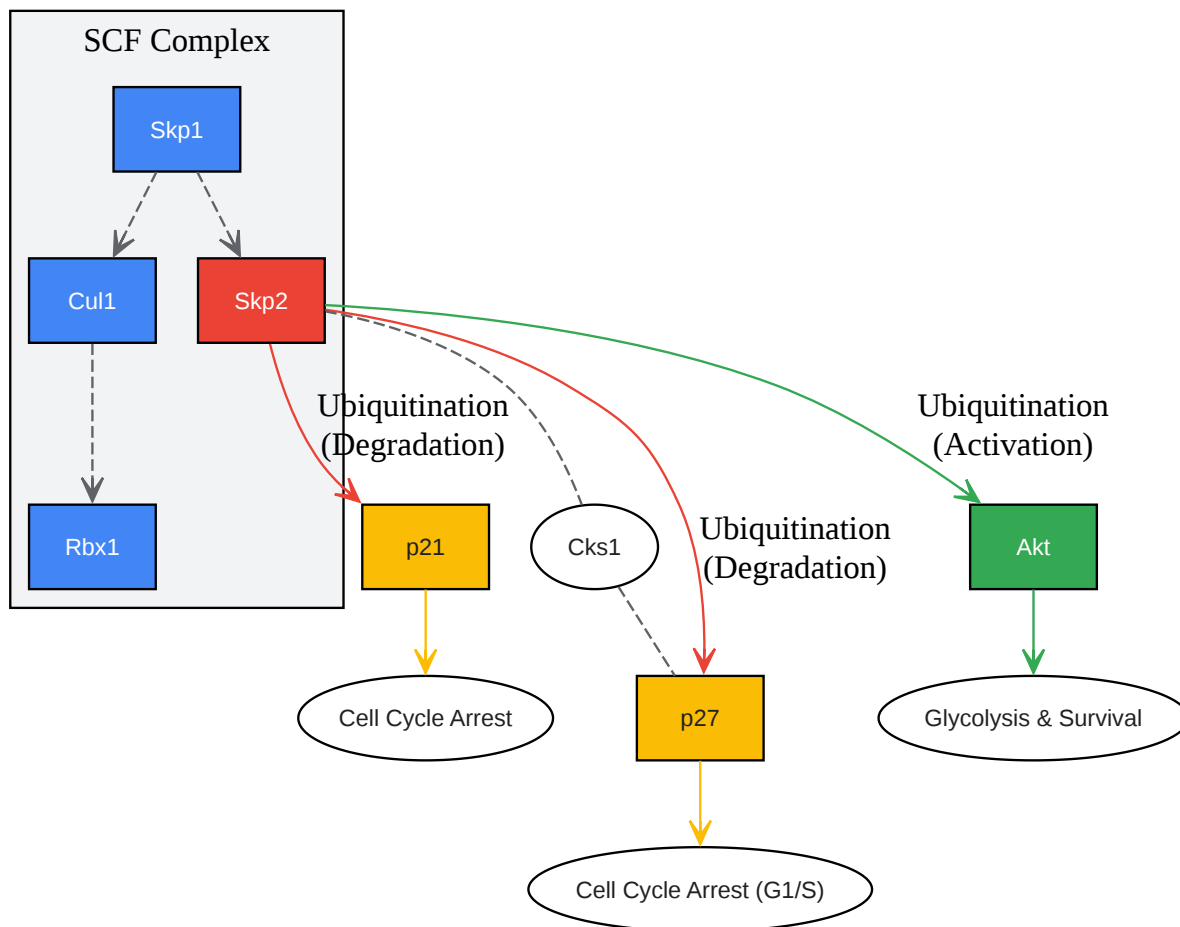 SCF Complex
Skp1
Cul1
Skp2
Ubiquitination
(Degradation)
Ubiquitination
(Activation)
Rbx1
p21
Cks1
Ubiquitination
(Degradation)
Akt
Cell Cycle Arrest
p27
Glycolysis & Survival
Cell Cycle Arrest (G1/S)